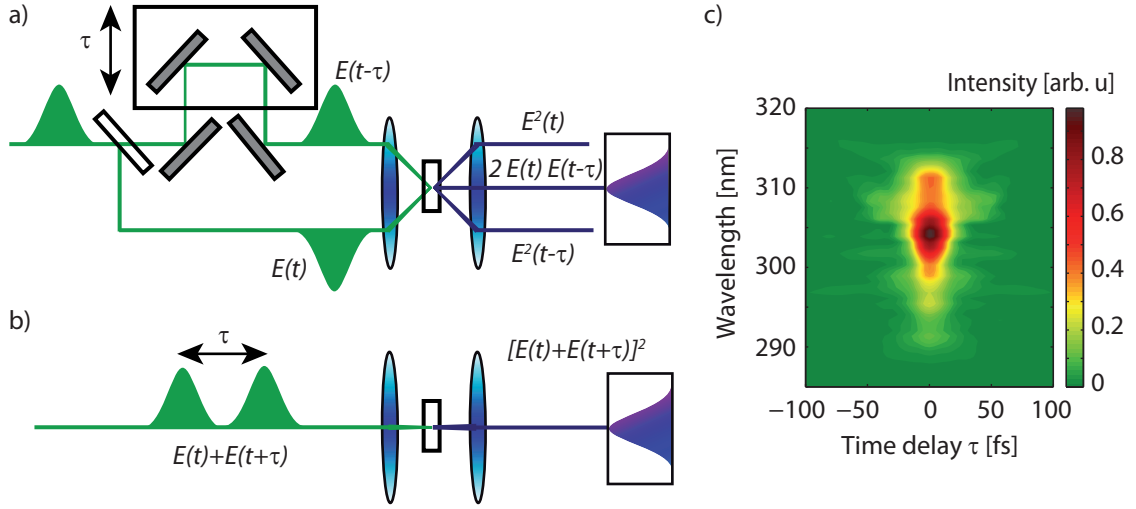 a)
τ
E(t-τ)
E²(t)
2 E(t) E(t-τ)
E²(t-τ)
E(t)
b)
τ
[E(t)+E(t+τ)]²
E(t)+E(t+τ)
c)
Intensity [arb. u]
320
310
300
290
Wavelength [nm]
−100
−50
0
50
100
Time delay τ [fs]
0.8
0.6
0.4
0.2
0